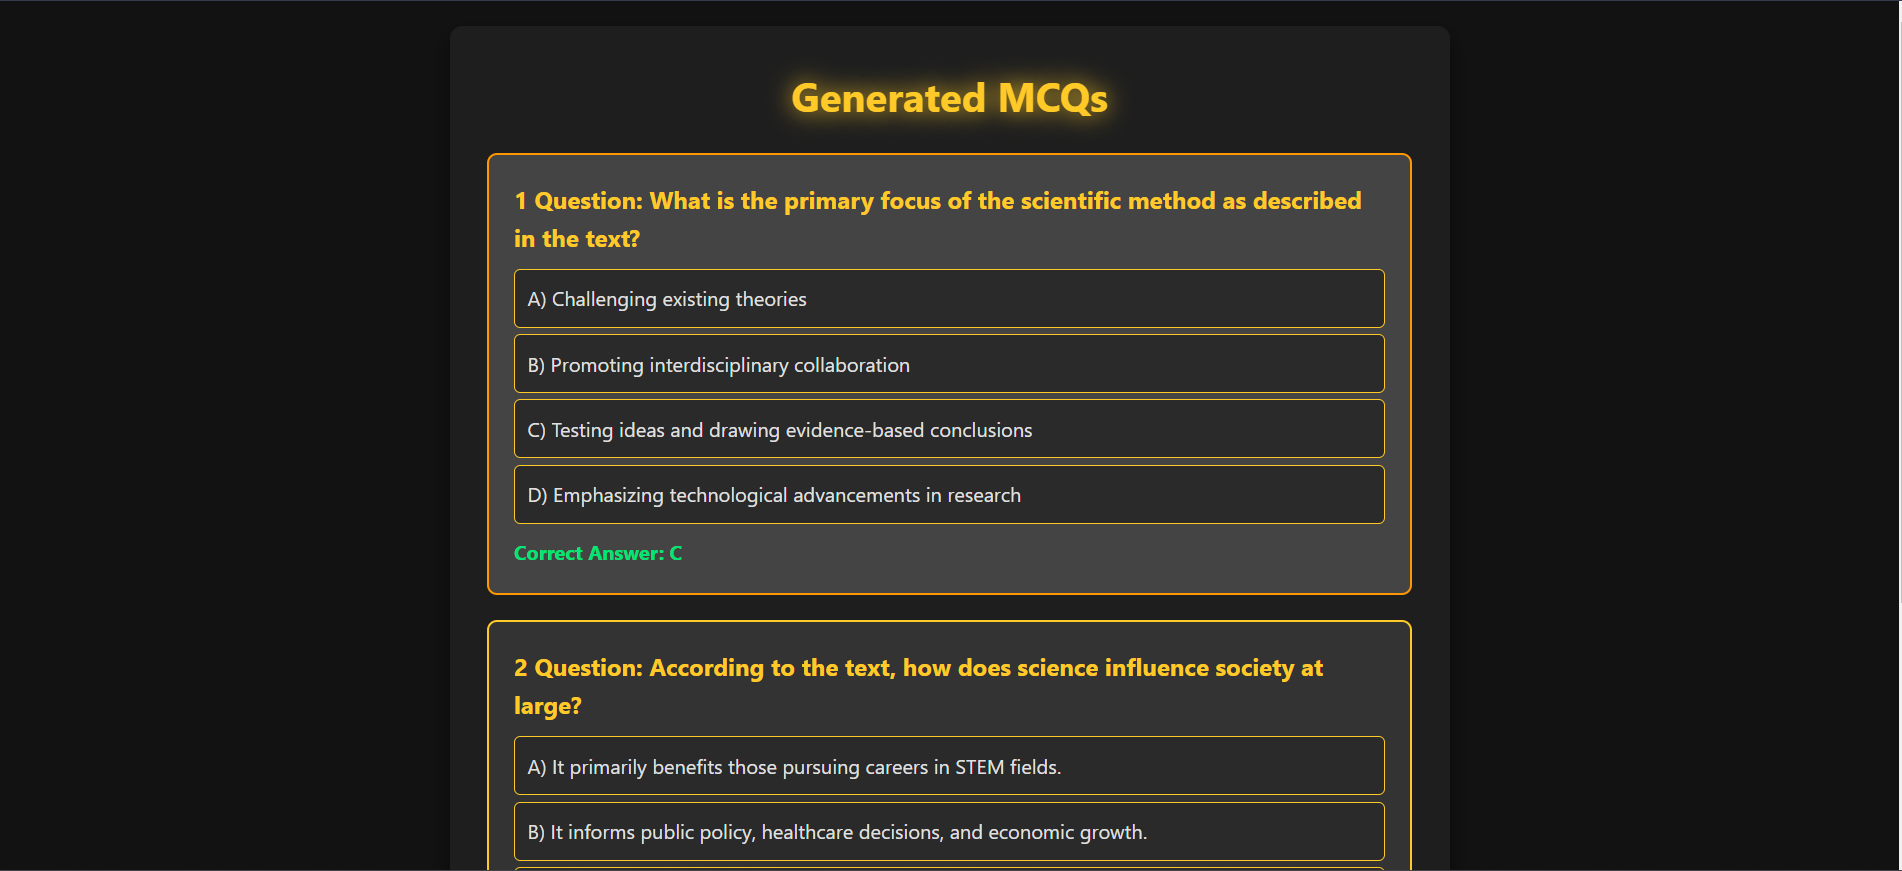 Generated MCQs
1 Question: What is the primary focus of the scientific method as described
in the text?
A) Challenging existing theories
B) Promoting interdisciplinary collaboration
C) Testing ideas and drawing evidence-based conclusions
D) Emphasizing technological advancements in research
Correct Answer: C
2 Question: According to the text, how does science influence society at
large?
A) It primarily benefits those pursuing careers in STEM fields.
B) It informs public policy, healthcare decisions, and economic growth.